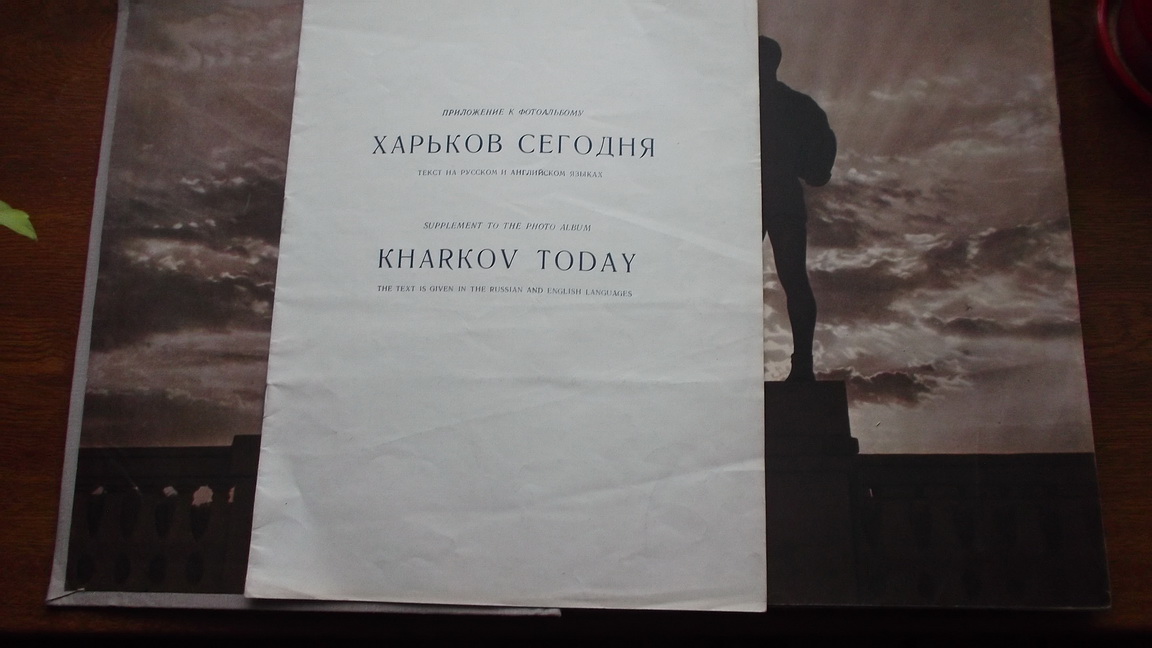 ПРИЛОЖЕНИЕ К ФОТОАЛЬБОМУ
ХАРЬКОВ СЕГОДНЯ
ТЕКСТ НА РУССКОМ И АНГЛИЙСКОМ ЯЗЫКАХ
SUPPLEMENT TO THE PHOTO ALBUM
KHARKOV TODAY
THE TEXT IS GIVEN IN THE RUSSIAN AND ENGLISH LANGUAGES